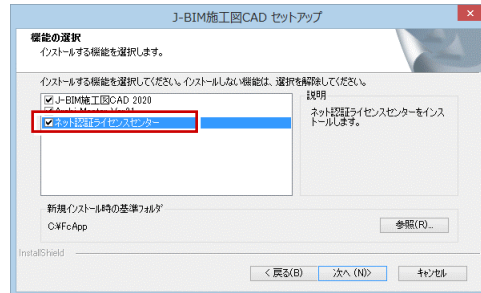 J-BIM施工図CAD セットアップ
機能の選択
インストールする機能を選択します。
インストールする機能を選択してください。インストールしない機能は、選択を解除してください。
J-BIM施工図CAD 2020
説明
ネット認証ライセンスセンター
ネット認証ライセンスセンターをインス
トールします。
新規インストール時の基準フォルダ
C:¥FcApp
参照(R)...
InstallShield
< 戻る(B)
次へ (N)>
キャンセル